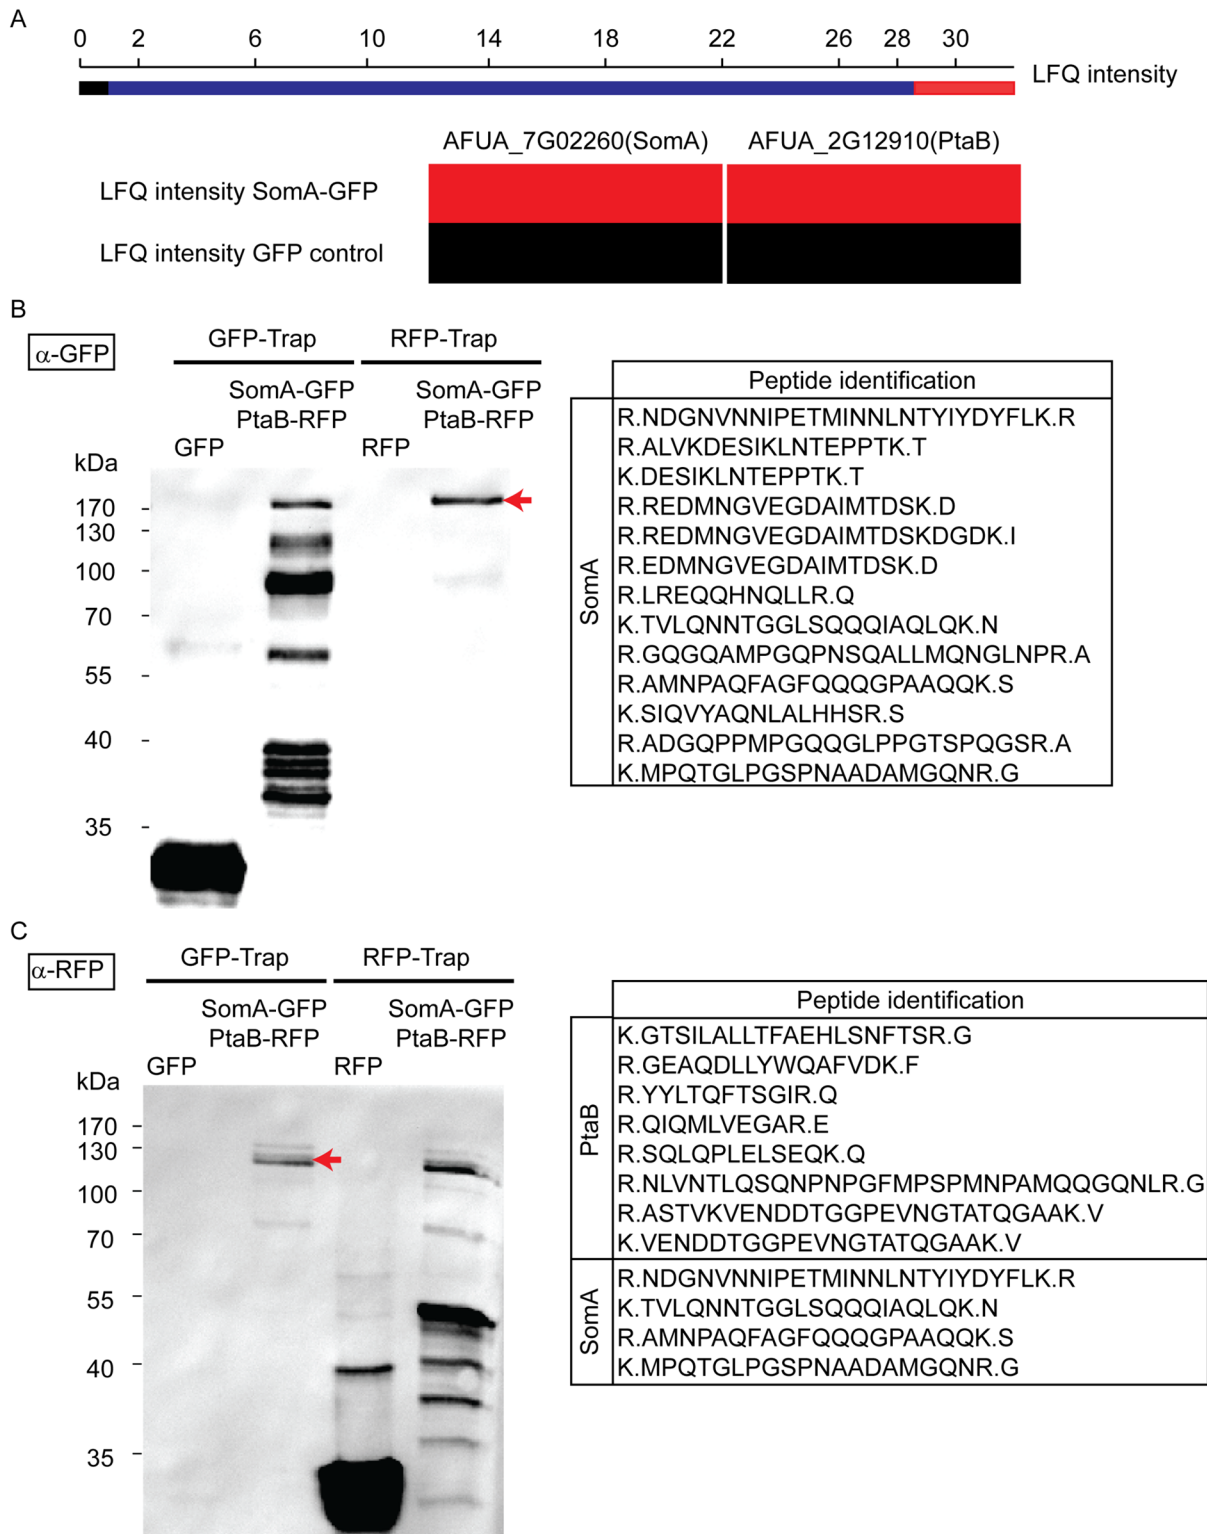 A
0 2 6 10 14 18 22 26 28 30
LFQ intensity
AFUA_7G02260(SomA) AFUA_2G12910(PtaB)
LFQ intensity SomA-GFP
LFQ intensity GFP control
B
α-GFP
GFP-Trap RFP-Trap
SomA-GFP SomA-GFP
PtaB-RFP PtaB-RFP
GFP RFP
kDa
170
130
100
70
55
40
35
Peptide identification
SomA
R.NDGNVNNIPETMINNLNTYIYDYFLK.R
R.ALVKDESIKLNTEPPTK.T
K.DESIKLNTEPPTK.T
R.REDMNGVEGDAIMTDSK.D
R.REDMNGVEGDAIMTDSKDGDK.I
R.EDMNGVEGDAIMTDSK.D
R.LREQQHNQLLR.Q
K.TVLQNNTGGLSQQQIAQLQK.N
R.GQGQAMPGQPNSQALLMQNGLNPR.A
R.AMNPAQFAGFQQQGPAAQQK.S
K.SIQVYAQNLALHHSR.S
R.ADGQPPMPGQQGLPPGTSPQGSR.A
K.MPQTGLPGSPNAADAMGQNR.G
C
α-RFP
GFP-Trap RFP-Trap
SomA-GFP SomA-GFP
PtaB-RFP PtaB-RFP
GFP RFP
kDa
170
130
100
70
55
40
35
Peptide identification
PtaB
K.GTSILALLTFAEHLSNFTSR.G
R.GEAQDLLYWQAFVDK.F
R.YYLTQFTSGIR.Q
R.QIQMLVEGAR.E
R.SQLQPLELSEQK.Q
R.NLVNTLQSQNPNPGFMPSPMNPAMQQGQNLR.G
R.ASTVKVENDDTGGPEVNGTATQGAAK.V
K.VENDDTGGPEVNGTATQGAAK.V
SomA
R.NDGNVNNIPETMINNLNTYIYDYFLK.R
K.TVLQNNTGGLSQQQIAQLQK.N
R.AMNPAQFAGFQQQGPAAQQK.S
K.MPQTGLPGSPNAADAMGQNR.G